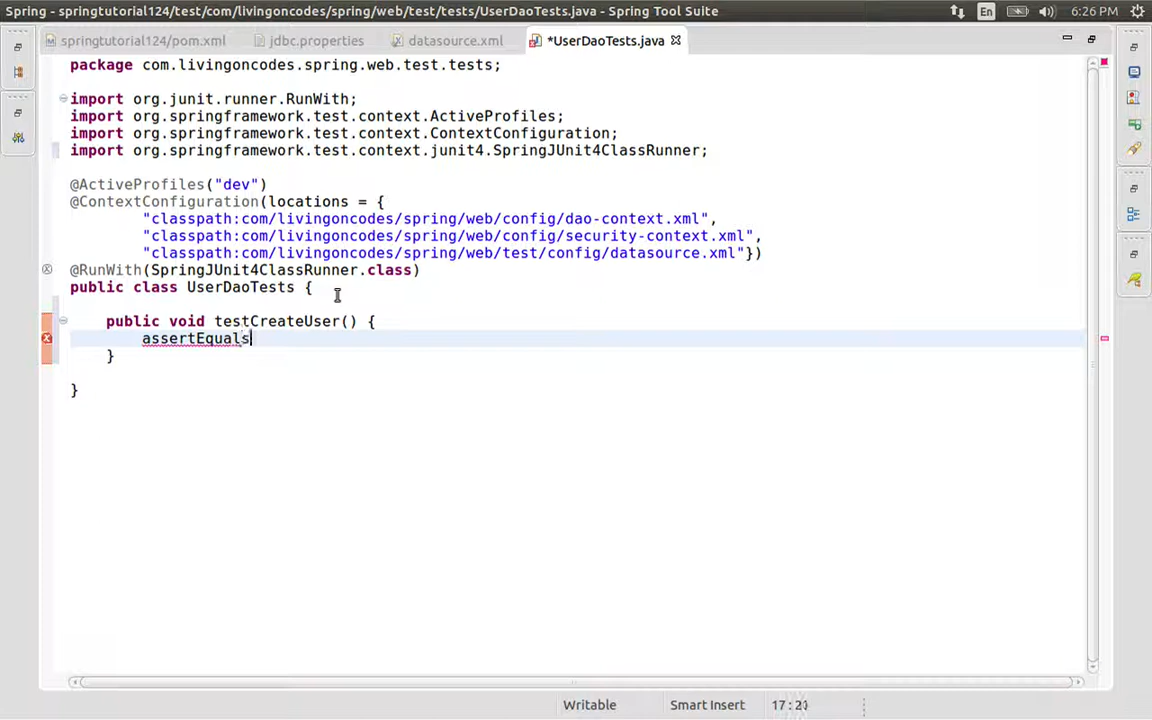 Spring - springtutorial124/test/com/livingoncodes/spring/web/test/tests/UserDaoTests.java - Spring Tool Suite
En
6:26 PM
springtutorial124/pom.xml
jdbc.properties
datasource.xml
*UserDaoTests.java
package com.livingoncodes.spring.web.test.tests;
import org.junit.runner.RunWith;
import org.springframework.test.context.ActiveProfiles;
import org.springframework.test.context.ContextConfiguration;
import org.springframework.test.context.junit4.SpringJUnit4ClassRunner;
@ActiveProfiles("dev")
@ContextConfiguration(locations = {
"classpath:com/livingoncodes/spring/web/config/dao-context.xml",
"classpath:com/livingoncodes/spring/web/config/security-context.xml",
"classpath:com/livingoncodes/spring/web/test/config/datasource.xml"})
@RunWith(SpringJUnit4ClassRunner.class)
public class UserDaoTests {
public void testCreateUser() {
assertEquals
}
}
Writable
Smart Insert